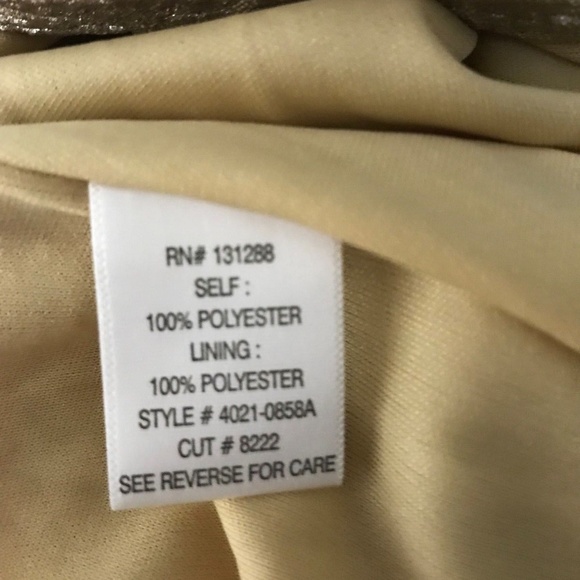 RN# 131288
SELF :
100% POLYESTER
LINING :
100% POLYESTER
STYLE # 4021-0858A
CUT # 8222
SEE REVERSE FOR CARE